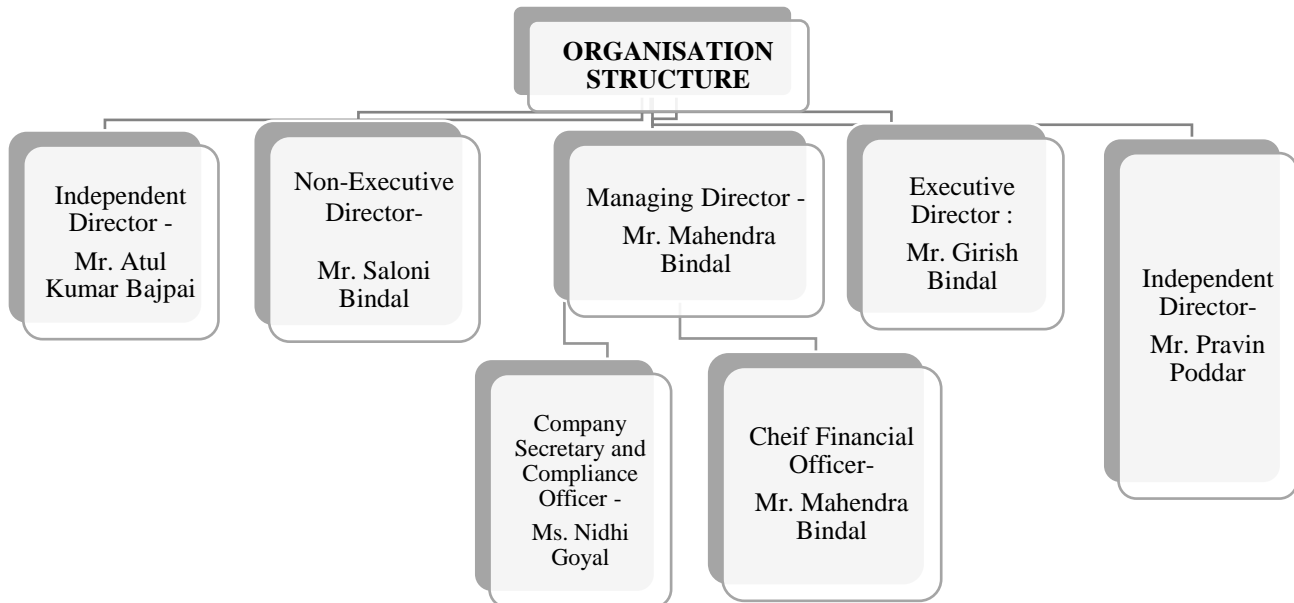 ORGANISATION
STRUCTURE
Independent
Director -
Mr. Atul
Kumar Bajpai
Non-Executive
Director-
Mr. Saloni
Bindal
Managing Director -
Mr. Mahendra
Bindal
Executive
Director :
Mr. Girish
Bindal
Independent
Director-
Mr. Pravin
Poddar
Company
Secretary and
Compliance
Officer -
Ms. Nidhi
Goyal
Cheif Financial
Officer-
Mr. Mahendra
Bindal